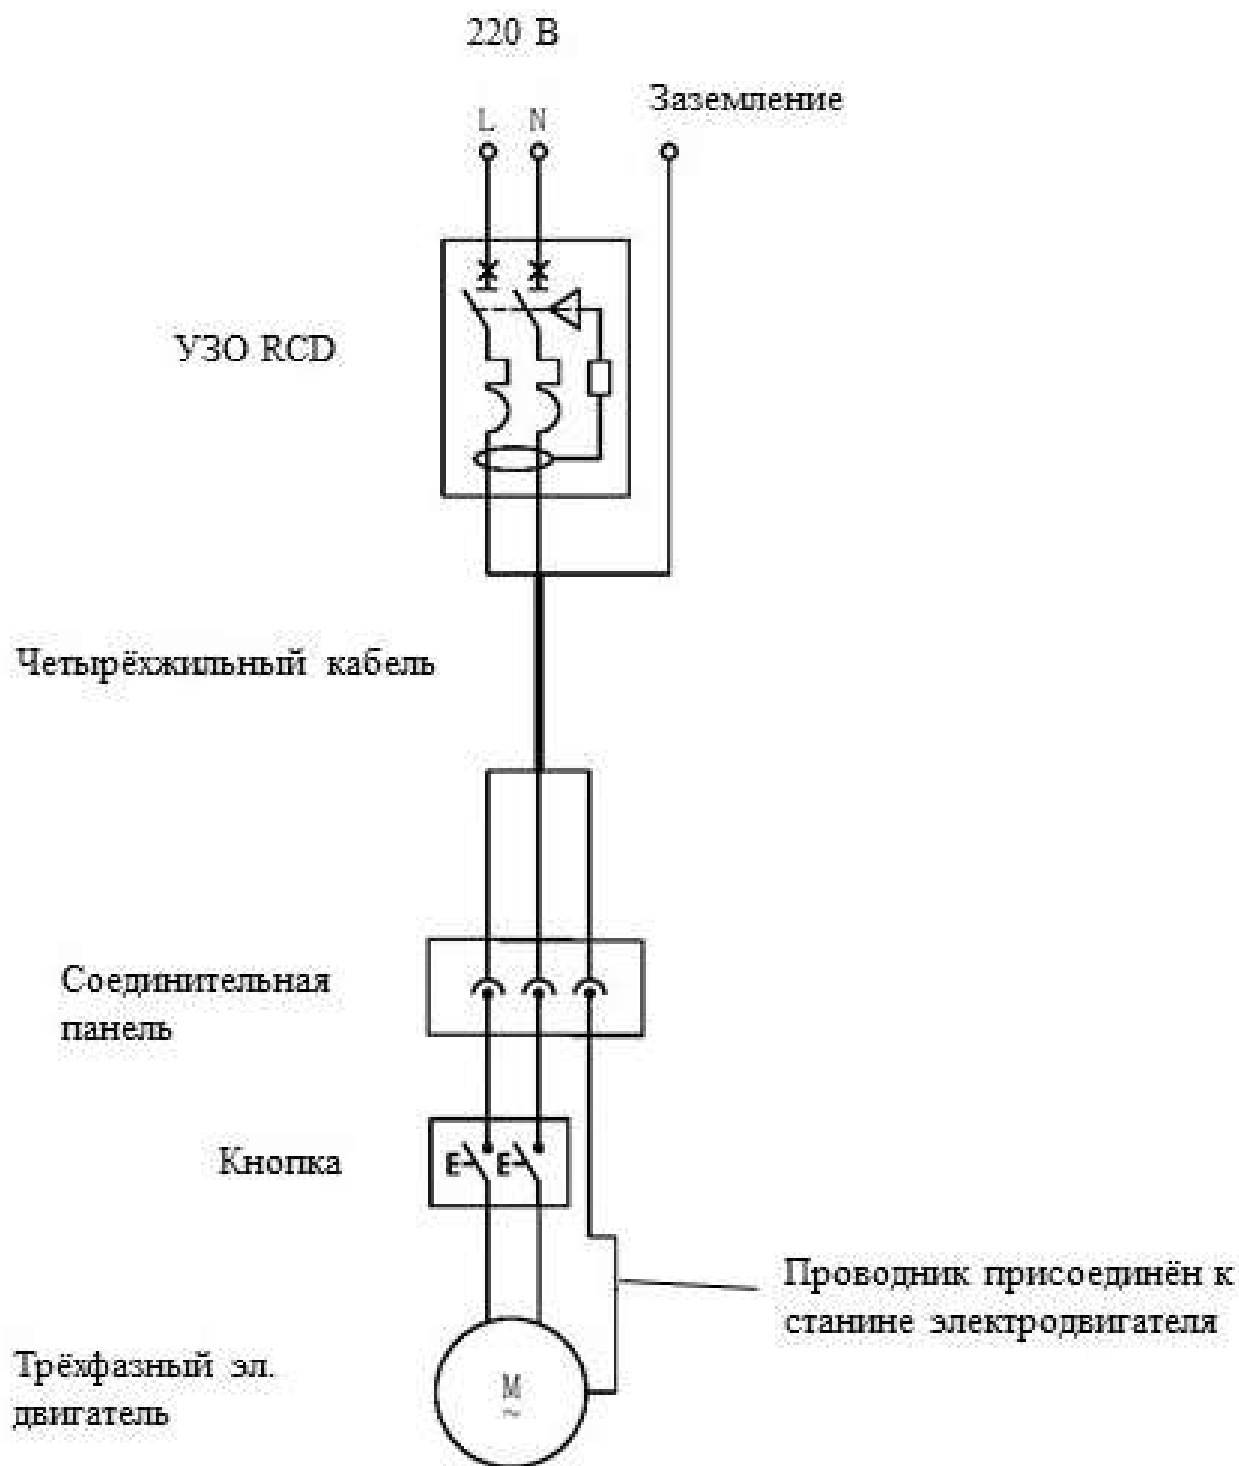 220 В
Заземление
L N
УЗО RCD
Четырёхжильный кабель
Соединительная
панель
Кнопка
E E
Проводник присоединён к
станине электродвигателя
Трёхфазный эл.
двигатель
M
~